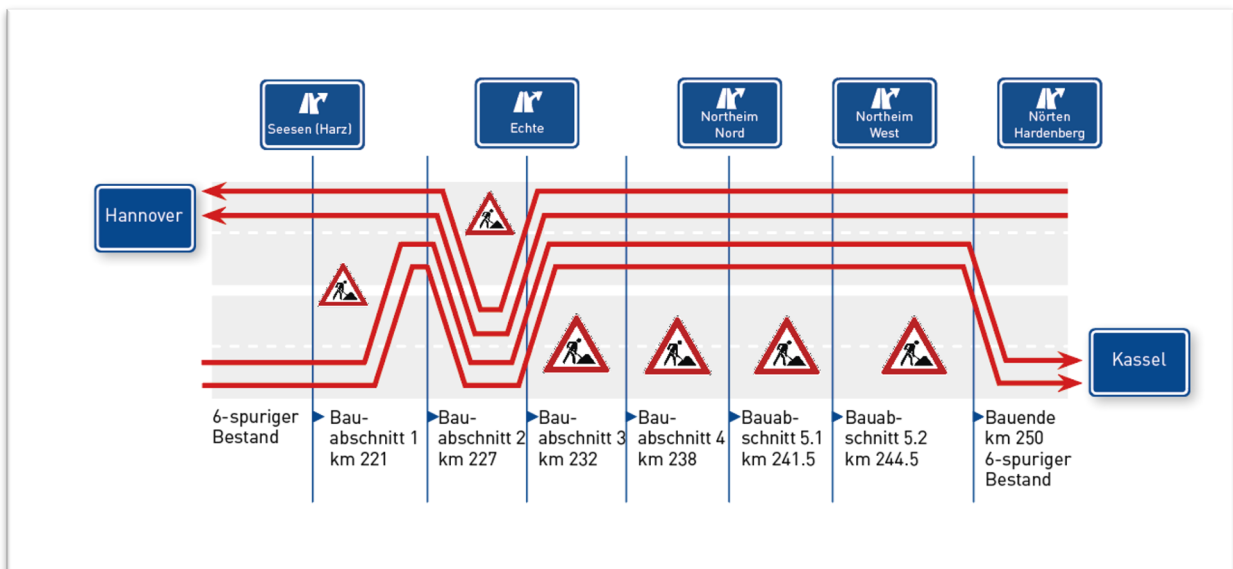 Seesen (Harz)
Echte
Northeim
Nord
Northeim
West
Nörten
Hardenberg
Hannover
Kassel
6-spuriger
Bestand
Bau-
abschnitt 1
km 221
Bau-
abschnitt 2
km 227
Bau-
abschnitt 3
km 232
Bau-
abschnitt 4
km 238
Bauab-
schnitt 5.1
km 241.5
Bauab-
schnitt 5.2
km 244.5
Bauende
km 250
6-spuriger
Bestand